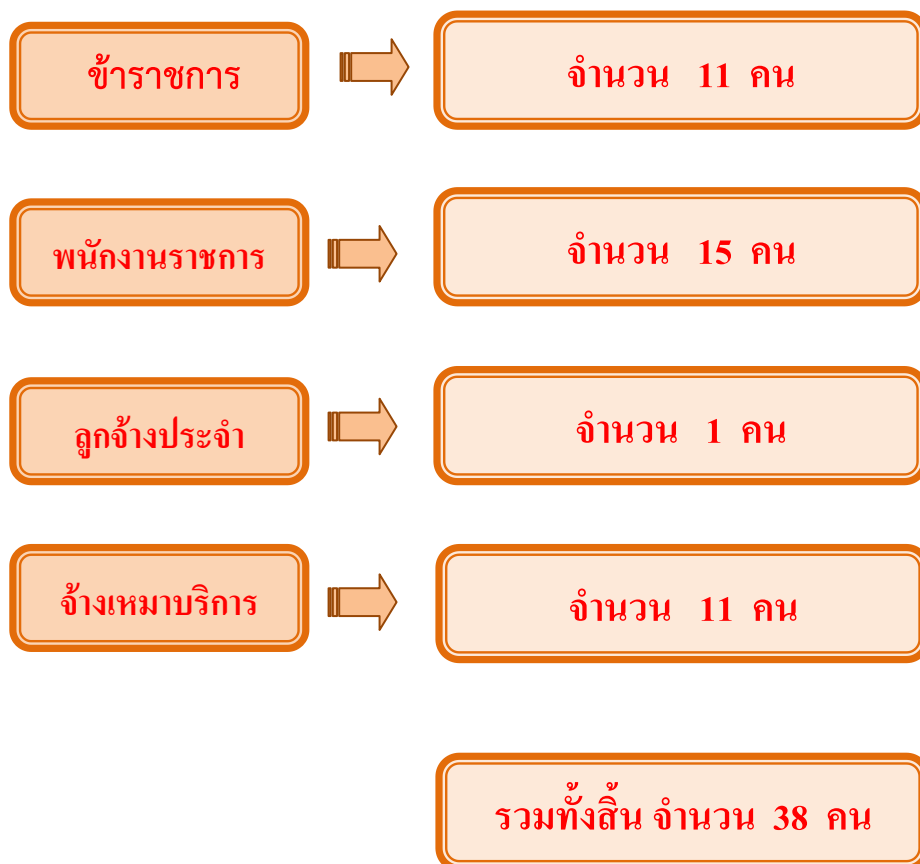 ข้าราชการ จำนวน 11 คน
พนักงานราชการ จำนวน 15 คน
ลูกจ้างประจำ จำนวน 1 คน
จ้างเหมาบริการ จำนวน 11 คน
รวมทั้งสิ้น จำนวน 38 คน